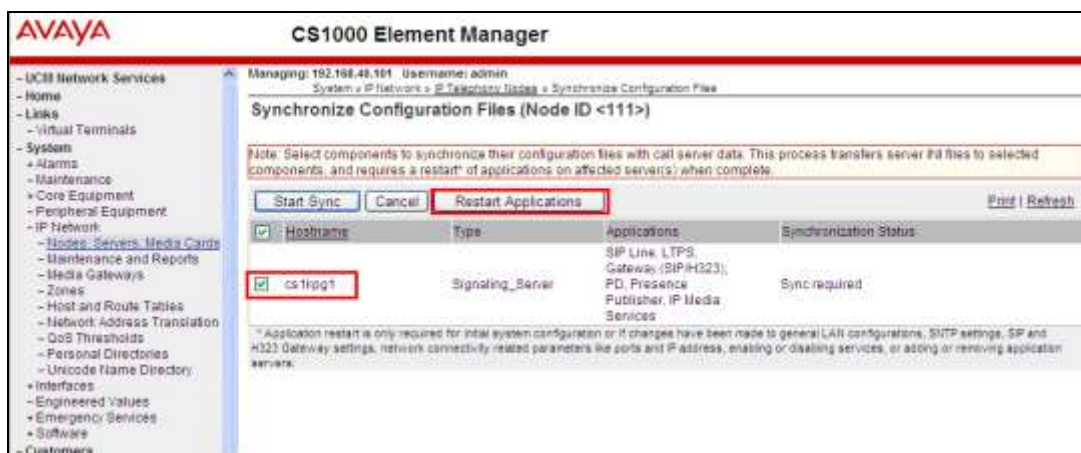 AVAYA
CS1000 Element Manager
- UCM Network Services
- Home
- Links
- Virtual Terminals
- System
+ Alarms
- Maintenance
+ Core Equipment
- Peripheral Equipment
- IP Network
- Nodes, Servers, Media Cards
- Maintenance and Reports
- Media Gateways
- Zones
- Host and Route Tables
- Network Address Translation
- QoS Thresholds
- Personal Directories
- Unicode Name Directory
+ Interfaces
- Engineered Values
+ Emergency Services
+ Software
- Customers
Managing: 192.168.48.101 Username: admin
System » IP Network » IP Telephony Nodes » Synchronize Configuration Files
Synchronize Configuration Files (Node ID <111>)
Note: Select components to synchronize their configuration files with call server data. This process transfers server INI files to selected
components, and requires a restart* of applications on affected server(s) when complete.
Start Sync Cancel Restart Applications Print | Refresh
Hostname Type Applications Synchronization Status
cs1kpg1 Signaling_Server SIP Line, LTPS, Gateway (SIP/H323), PD, Presence Publisher, IP Media Services Sync required
* Application restart is only required for initial system configuration or if changes have been made to general LAN configurations, SNTP settings, SIP and
H323 Gateway settings, network connectivity related parameters like ports and IP address, enabling or disabling services, or adding or removing application
servers.